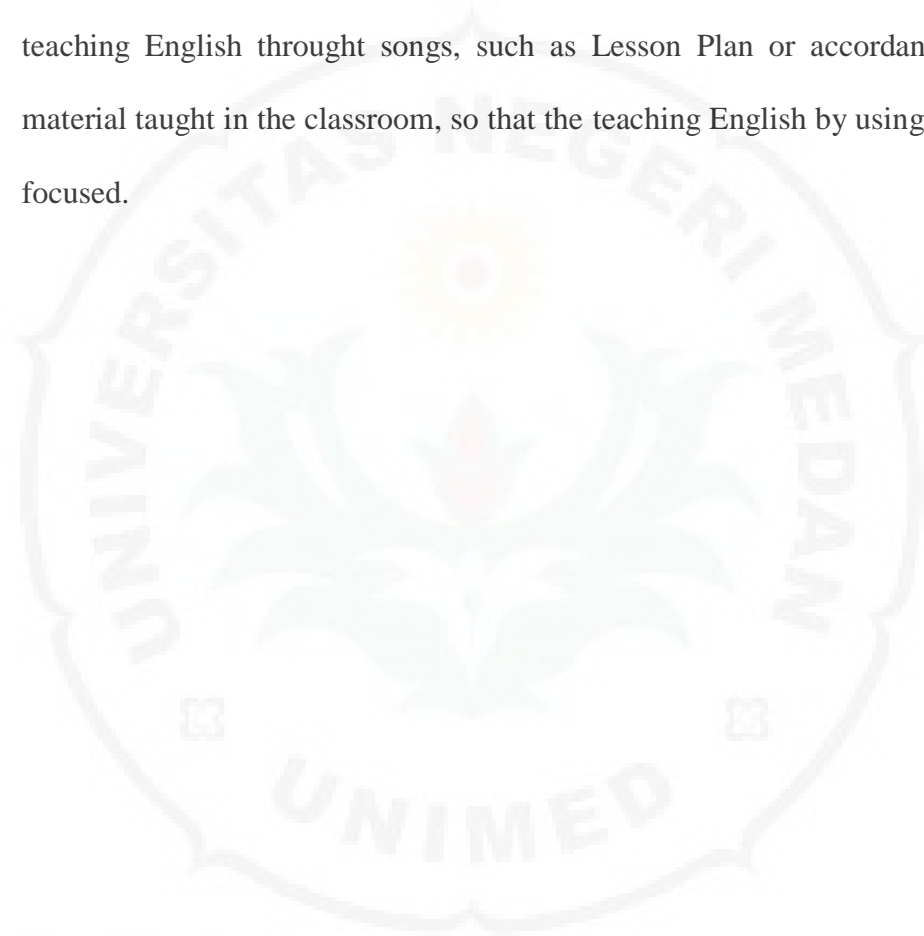 teaching English throught songs, such as Lesson Plan or accordan
material taught in the classroom, so that the teaching English by using
focused.
UNIVERSITAS NEGERI MEDAN
UNIMED